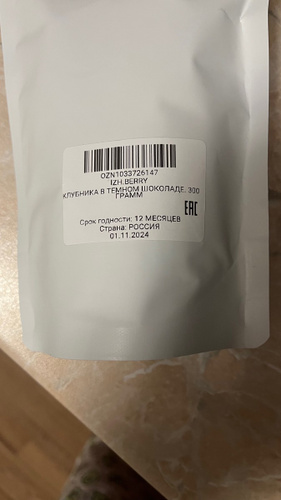 OZN1033726147
IZH.BERRY
КЛУБНИКА В ТЕМНОМ ШОКОЛАДЕ, 300
ГРАММ
EAC
Срок годности: 12 МЕСЯЦЕВ
Страна: РОССИЯ
01.11.2024